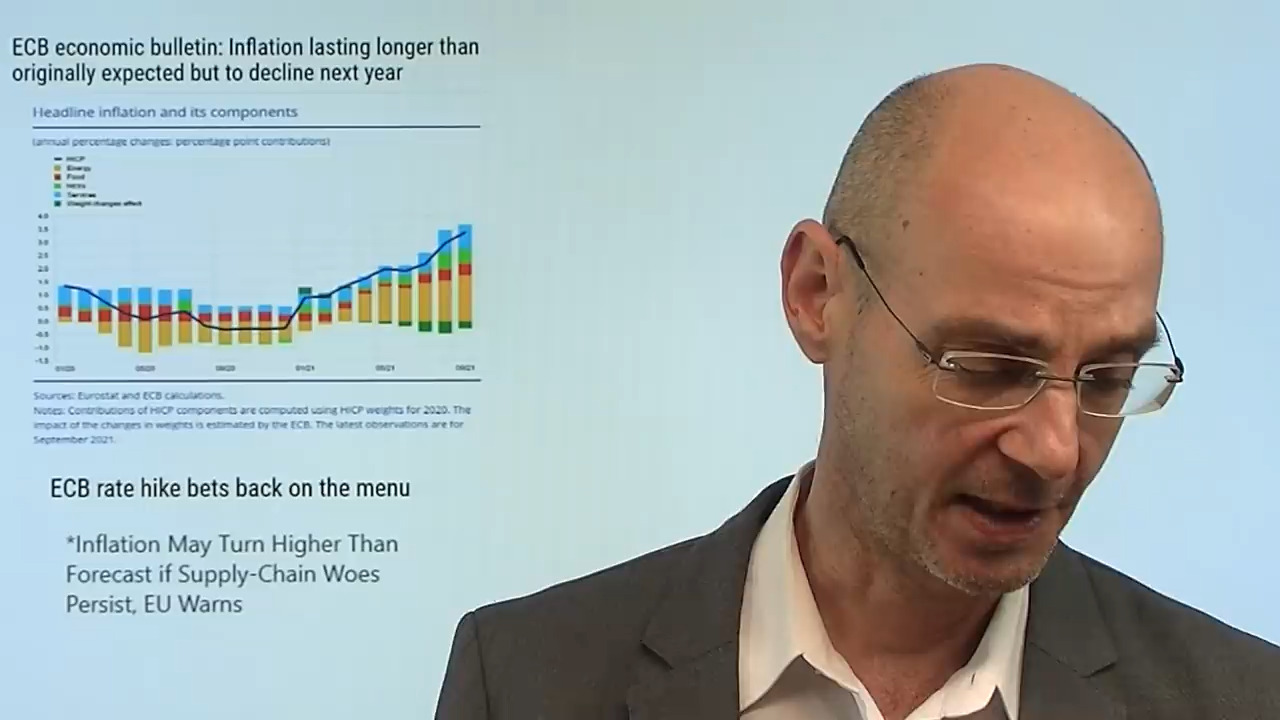 ECB economic bulletin: Inflation lasting longer than
originally expected but to decline next year
Headline inflation and its components
(annual percentage changes; percentage point contributions)
HICP
Energy
Food
NEIG
Services
Weight changes effect
4.0
3.5
3.0
2.5
2.0
1.5
1.0
0.5
0.0
-0.5
-1.0
-1.5
01/20 05/20 09/20 01/21 05/21 09/21
Sources: Eurostat and ECB calculations.
Notes: Contributions of HICP components are computed using HICP weights for 2020. The
impact of the changes in weights is estimated by the ECB. The latest observations are for
September 2021.
ECB rate hike bets back on the menu
*Inflation May Turn Higher Than
Forecast if Supply-Chain Woes
Persist, EU Warns